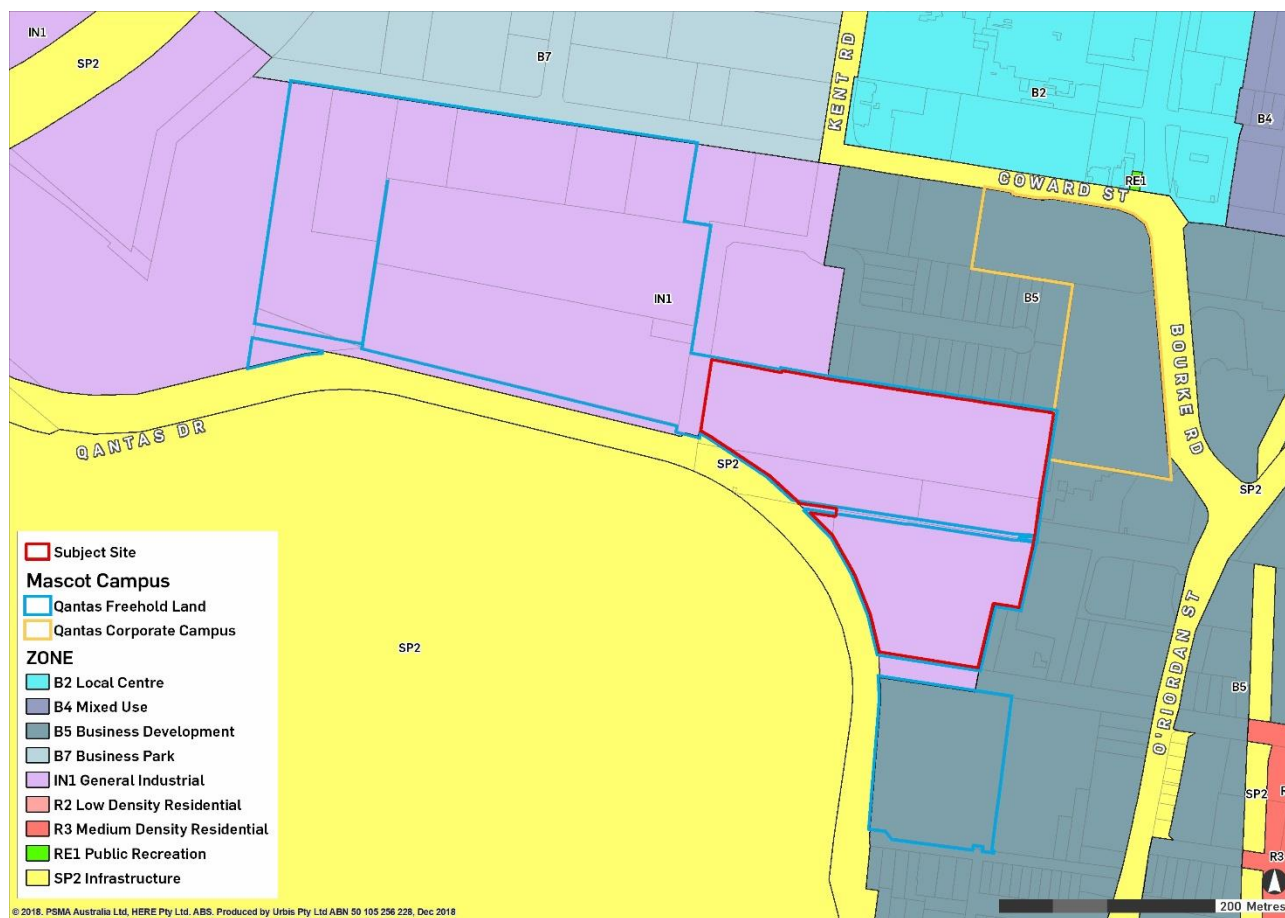 IN1
SP2
B7
KENT RD
B2
B4
RE1
COWARD ST
B5
IN1
BOURKE RD
QANTAS DR
SP2
SP2
SP2
O'RIORDAN ST
B5
SP2
R3
Subject Site
Mascot Campus
Qantas Freehold Land
Qantas Corporate Campus
ZONE
B2 Local Centre
B4 Mixed Use
B5 Business Development
B7 Business Park
IN1 General Industrial
R2 Low Density Residential
R3 Medium Density Residential
RE1 Public Recreation
SP2 Infrastructure
200 Metres
© 2018. PSMA Australia Ltd, HERE Pty Ltd. ABS. Produced by Urbis Pty Ltd ABN 50 105 256 228, Dec 2018